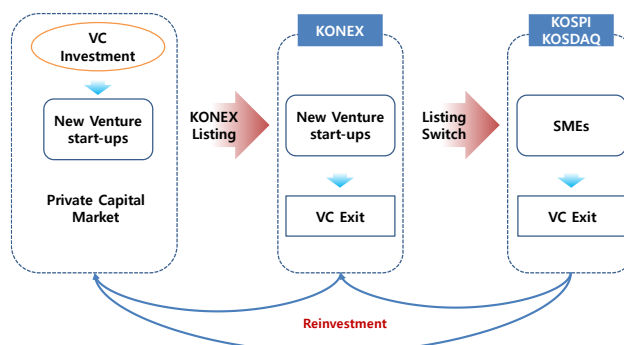 VC
Investment
New Venture
start-ups
Private Capital
Market
KONEX
Listing
KONEX
New Venture
start-ups
VC Exit
Listing
Switch
KOSPI
KOSDAQ
SMEs
VC Exit
Reinvestment